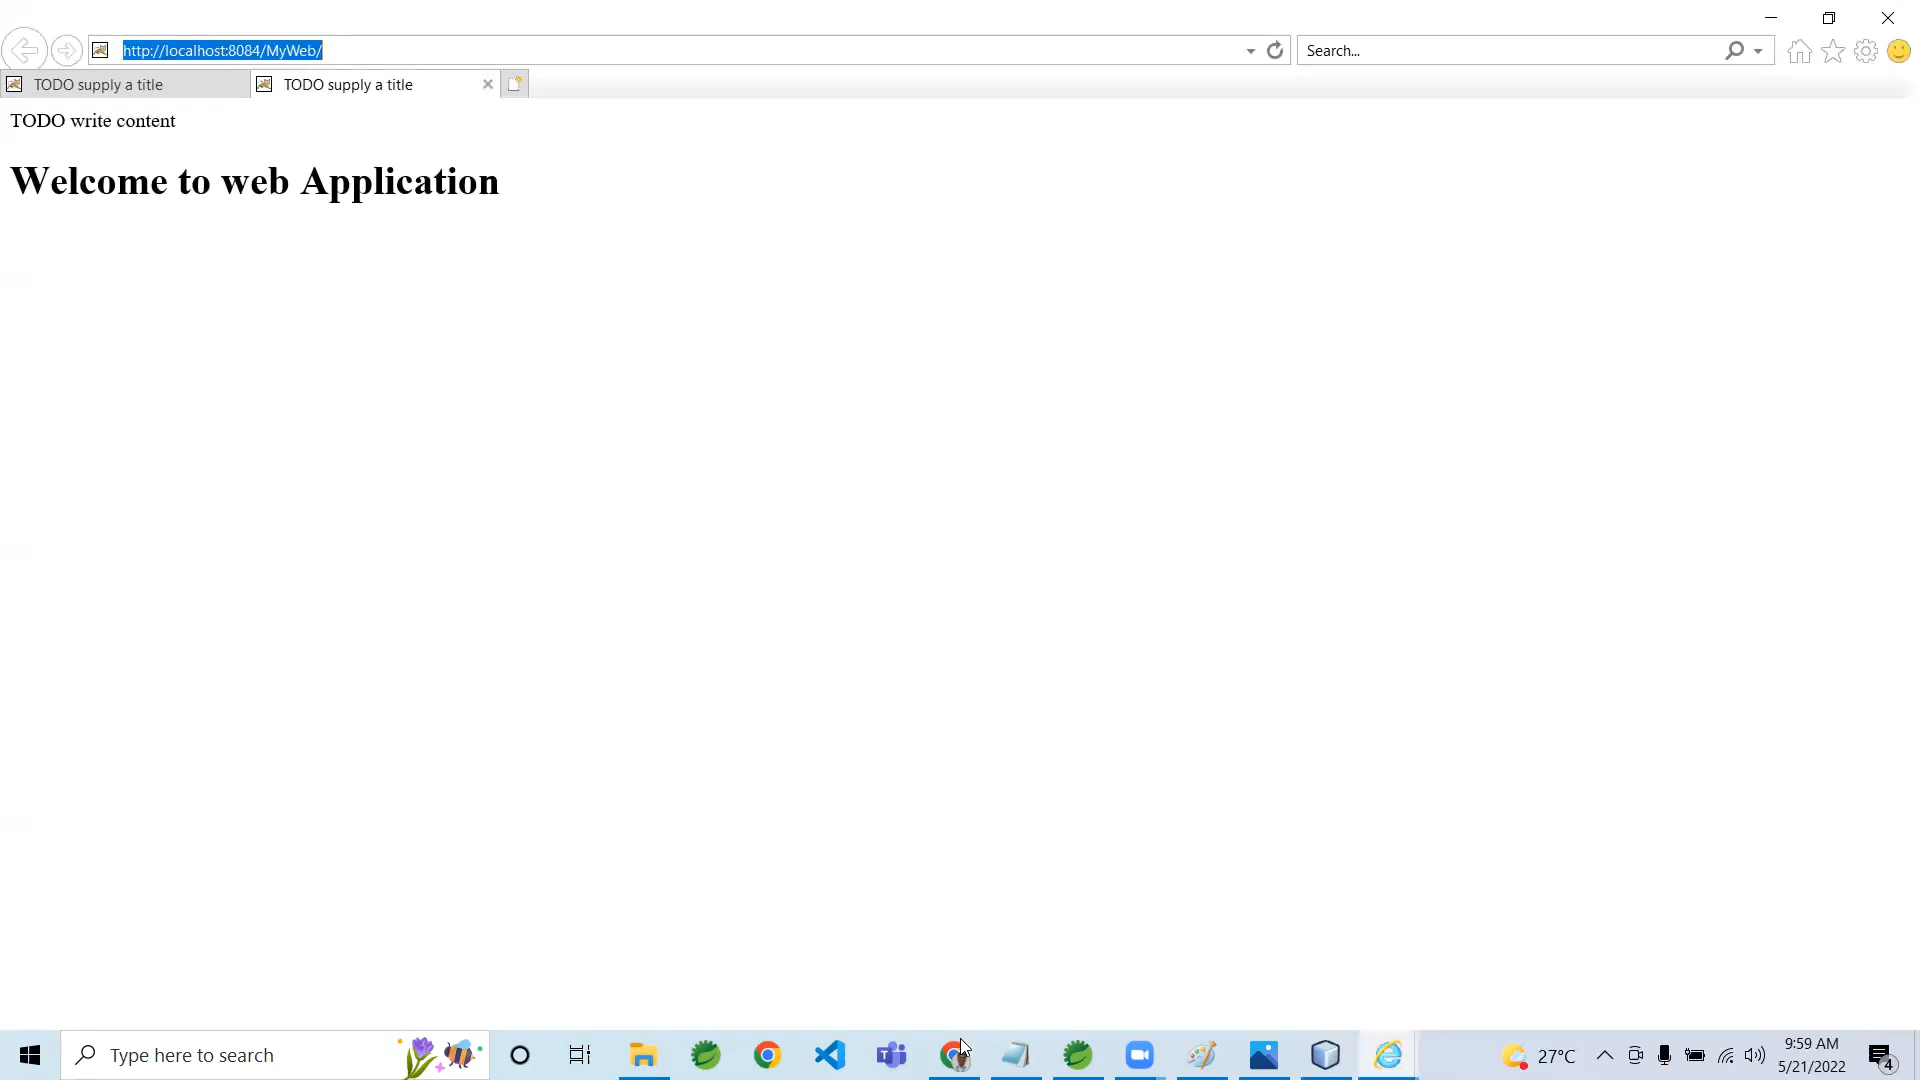 http://localhost:8084/MyWeb/
Search...
TODO supply a title
TODO supply a title
TODO write content
Welcome to web Application
Type here to search
27°C
9:59 AM
5/21/2022
4